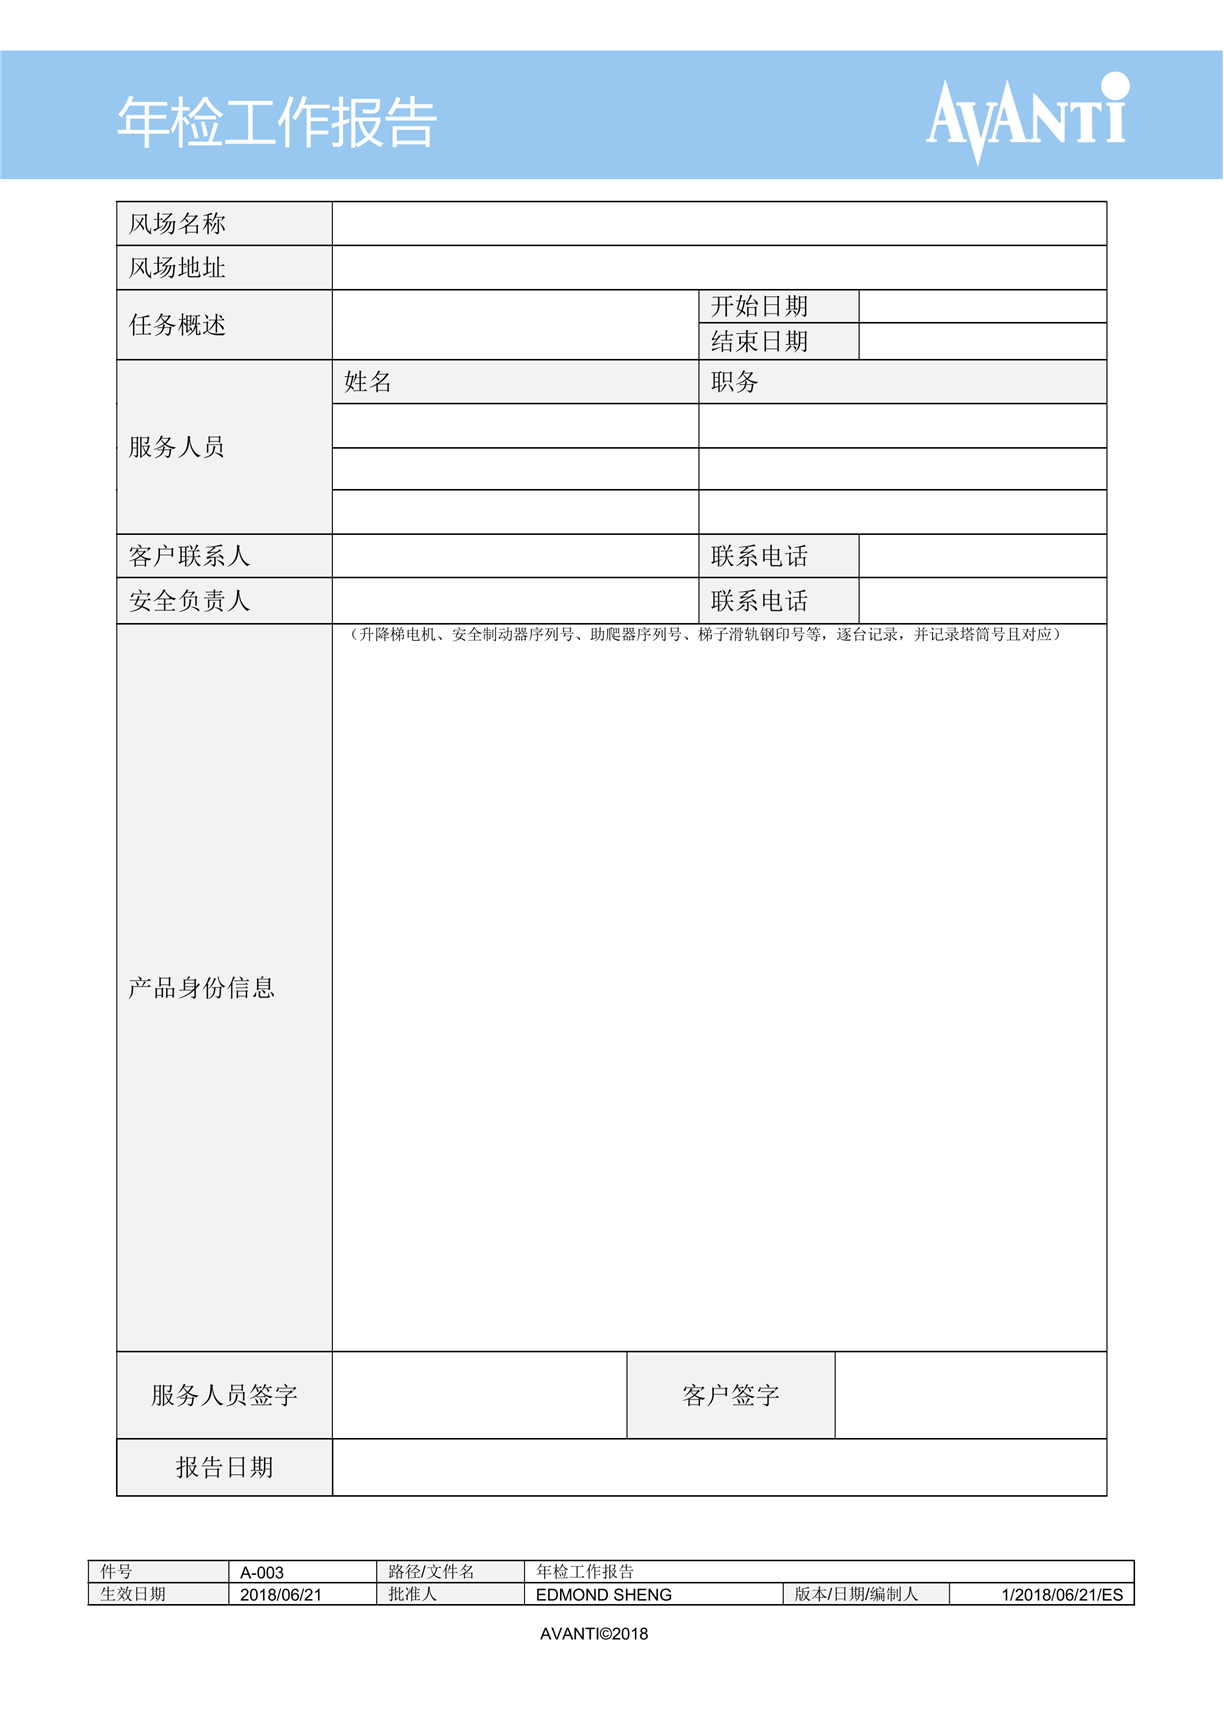 年检工作报告
AVANTi
风场名称
风场地址
任务概述
开始日期
结束日期
服务人员
姓名
职务
客户联系人
联系电话
安全负责人
联系电话
产品身份信息
（升降梯电机、安全制动器序列号、助爬器序列号、梯子滑轨钢印号等，逐台记录，并记录塔筒号且对应）
服务人员签字
客户签字
报告日期
件号
A-003
路径/文件名
年检工作报告
生效日期
2018/06/21
批准人
EDMOND SHENG
版本/日期/编制人
1/2018/06/21/ES
AVANTI©2018